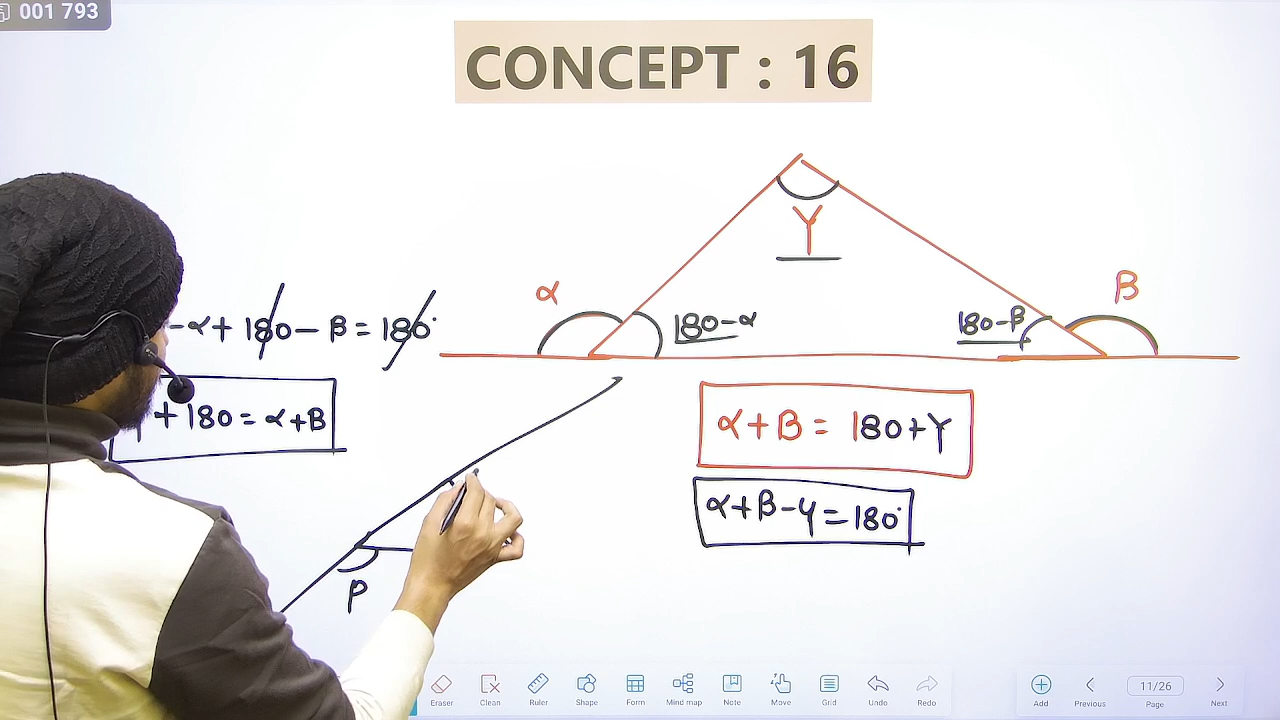 001 793
CONCEPT : 16
Y
α
β
180-α
180-β
-α+180-β=180°
+180=α+β
α+β=180+γ
α+β-γ=180°
P
Eraser
Clean
Ruler
Shape
Form
Mind map
Note
Move
Grid
Undo
Redo
Add
Previous
11/26
Page
Next